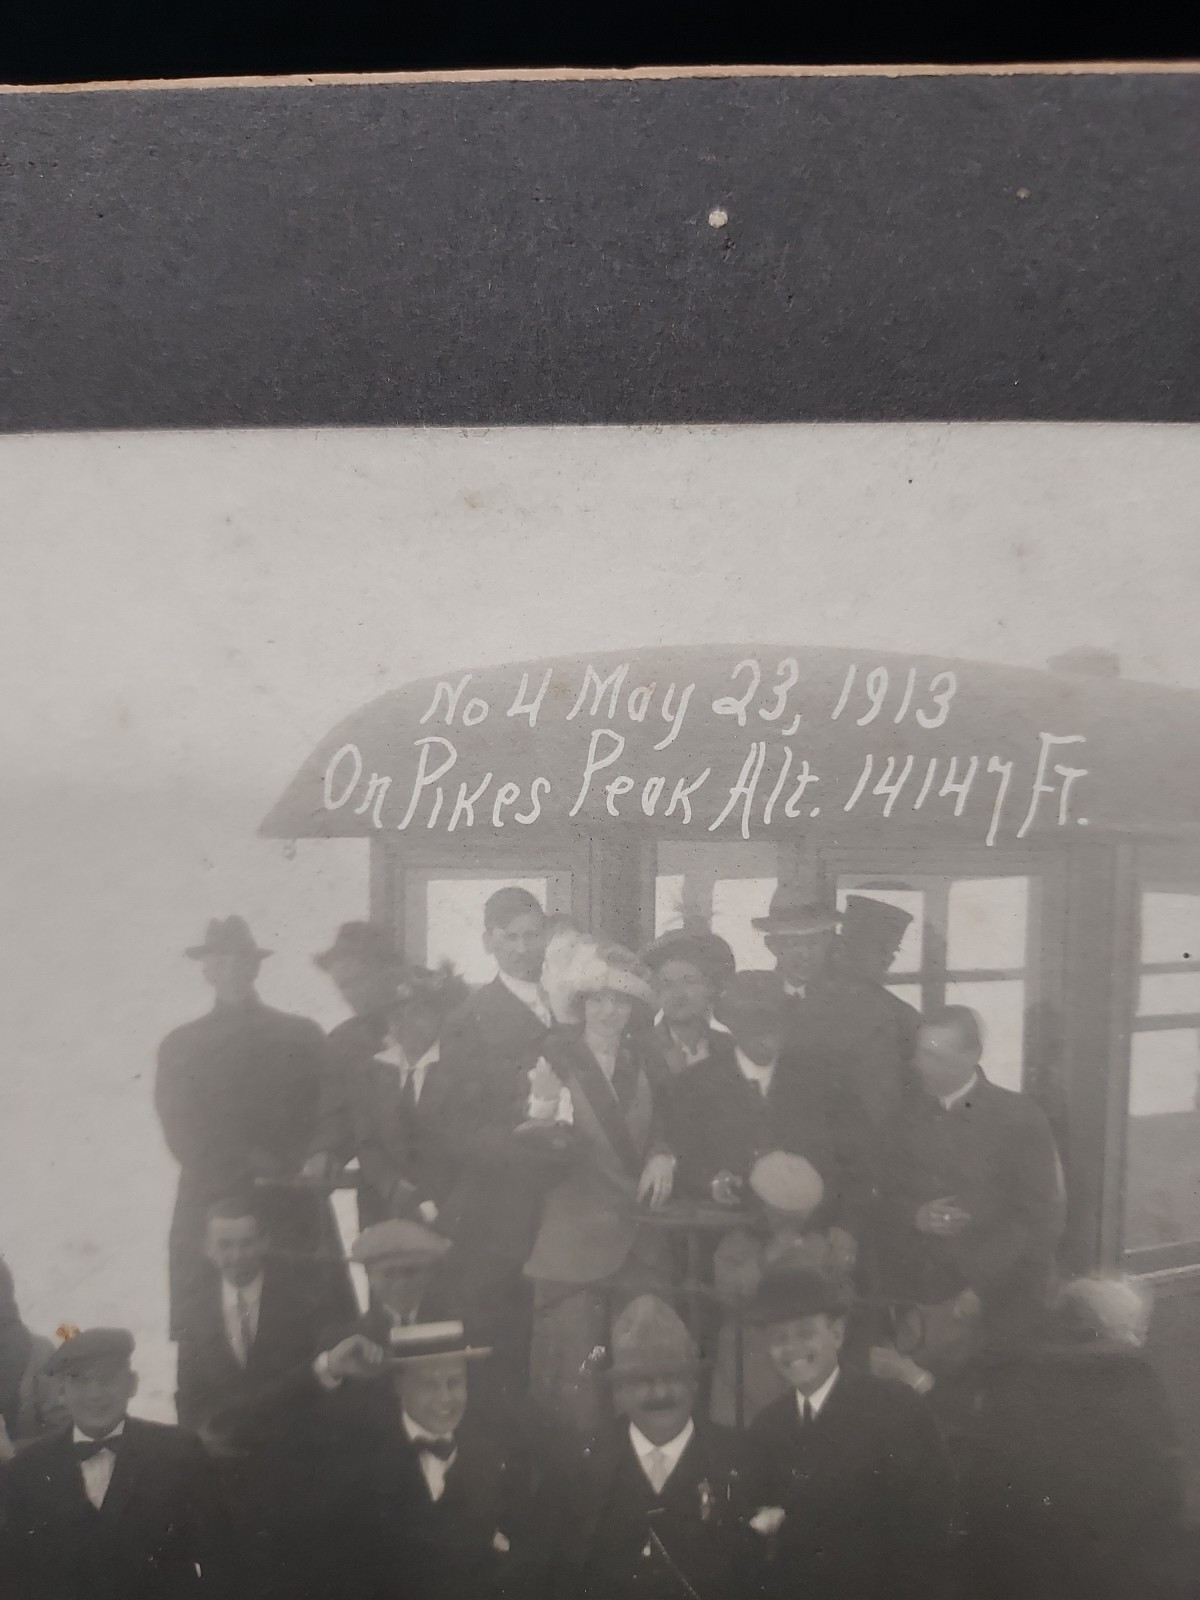 No 4 May 23, 1913
On Pikes Peak Alt. 14147 Ft.